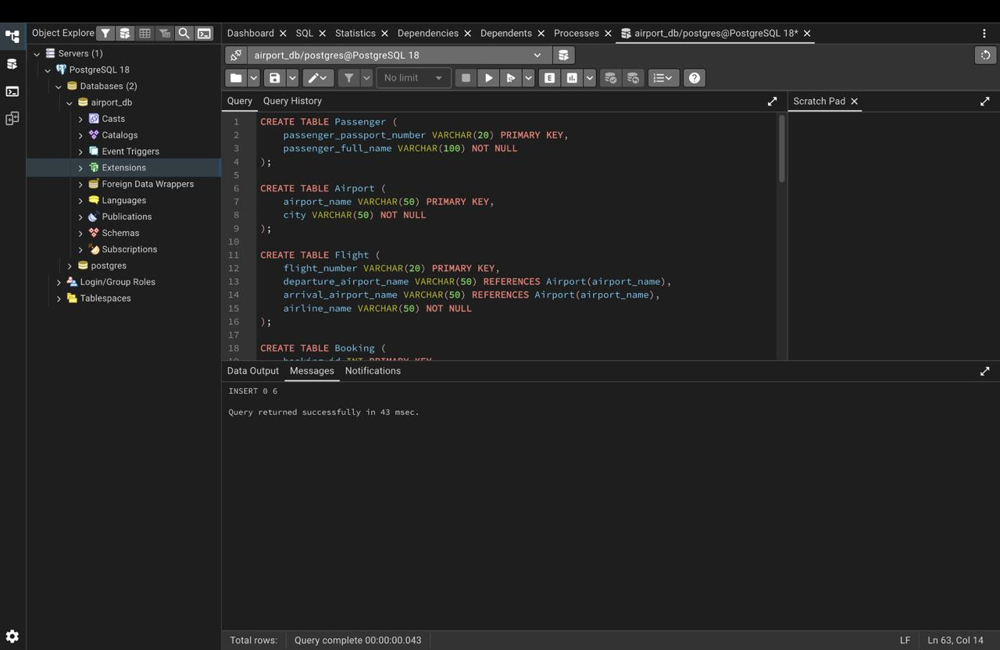 Object Explore
Dashboard
SQL
Statistics
Dependencies
Dependents
Processes
airport_db/postgres@PostgreSQL 18*
Servers (1)
PostgreSQL 18
Databases (2)
airport_db
Casts
Catalogs
Event Triggers
Extensions
Foreign Data Wrappers
Languages
Publications
Schemas
Subscriptions
postgres
Login/Group Roles
Tablespaces
airport_db/postgres@PostgreSQL 18
No limit
E
Query
Query History
Scratch Pad
1 CREATE TABLE Passenger (
2 passenger_passport_number VARCHAR(20) PRIMARY KEY,
3 passenger_full_name VARCHAR(100) NOT NULL
4 );
5
6 CREATE TABLE Airport (
7 airport_name VARCHAR(50) PRIMARY KEY,
8 city VARCHAR(50) NOT NULL
9 );
10
11 CREATE TABLE Flight (
12 flight_number VARCHAR(20) PRIMARY KEY,
13 departure_airport_name VARCHAR(50) REFERENCES Airport(airport_name),
14 arrival_airport_name VARCHAR(50) REFERENCES Airport(airport_name),
15 airline_name VARCHAR(50) NOT NULL
16 );
17
18 CREATE TABLE Booking (
Data Output
Messages
Notifications
INSERT 0 6
Query returned successfully in 43 msec.
Total rows:
Query complete 00:00:00.043
LF
Ln 63, Col 14